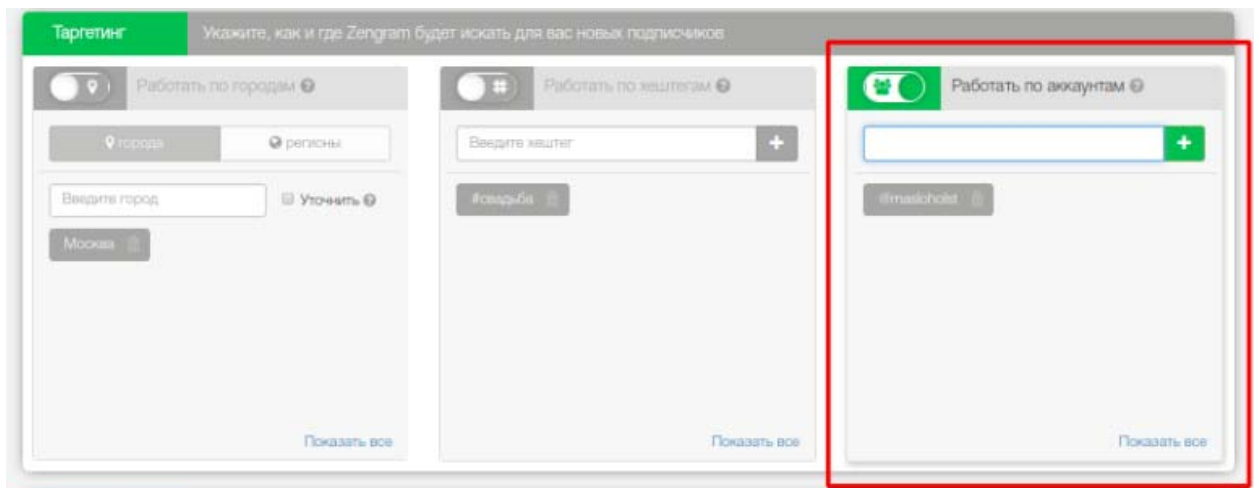 Таргетинг
Укажите, как и где Zengram будет искать для вас новых подписчиков
Работать по городам
города
регионы
Введите город
Уточнить
Москва
Показать все
Работать по хештегам
Введите хештег
#свадьба
Показать все
Работать по аккаунтам
@masloholst
Показать все